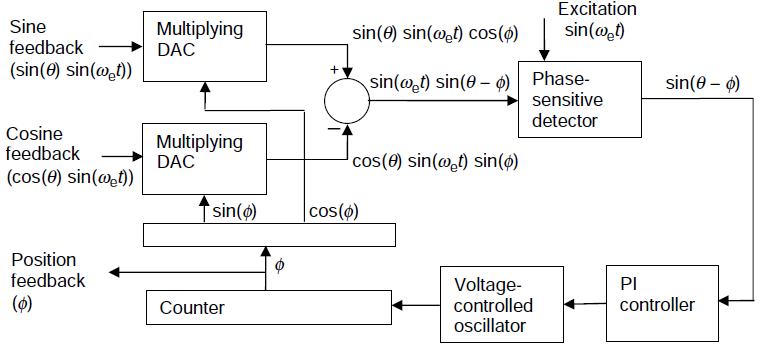 Sine
feedback
(sin(θ) sin(ωₑt))
Multiplying
DAC
sin(θ) sin(ωₑt) cos(ϕ)
Excitation
sin(ωₑt)
+
sin(ωₑt) sin(θ – ϕ)
Phase-
sensitive
detector
sin(θ – ϕ)
–
Cosine
feedback
(cos(θ) sin(ωₑt))
Multiplying
DAC
cos(θ) sin(ωₑt) sin(ϕ)
sin(ϕ)
cos(ϕ)
Position
feedback
(ϕ)
ϕ
Counter
Voltage-
controlled
oscillator
PI
controller